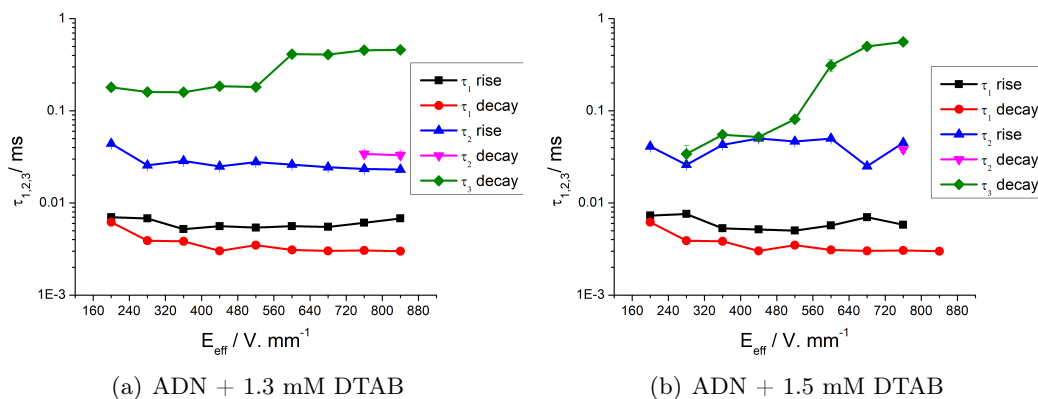 1
0.1
0.01
1E-3
τ1,2,3/ ms
160 240 320 400 480 560 640 720 800 880
Eeff / V. mm-1
τ1 rise
τ1 decay
τ2 rise
τ2 decay
τ3 decay
(a) ADN + 1.3 mM DTAB
1
0.1
0.01
1E-3
τ1,2,3/ ms
160 240 320 400 480 560 640 720 800 880
Eeff / V. mm-1
τ1 rise
τ1 decay
τ2 rise
τ2 decay
τ3 decay
(b) ADN + 1.5 mM DTAB